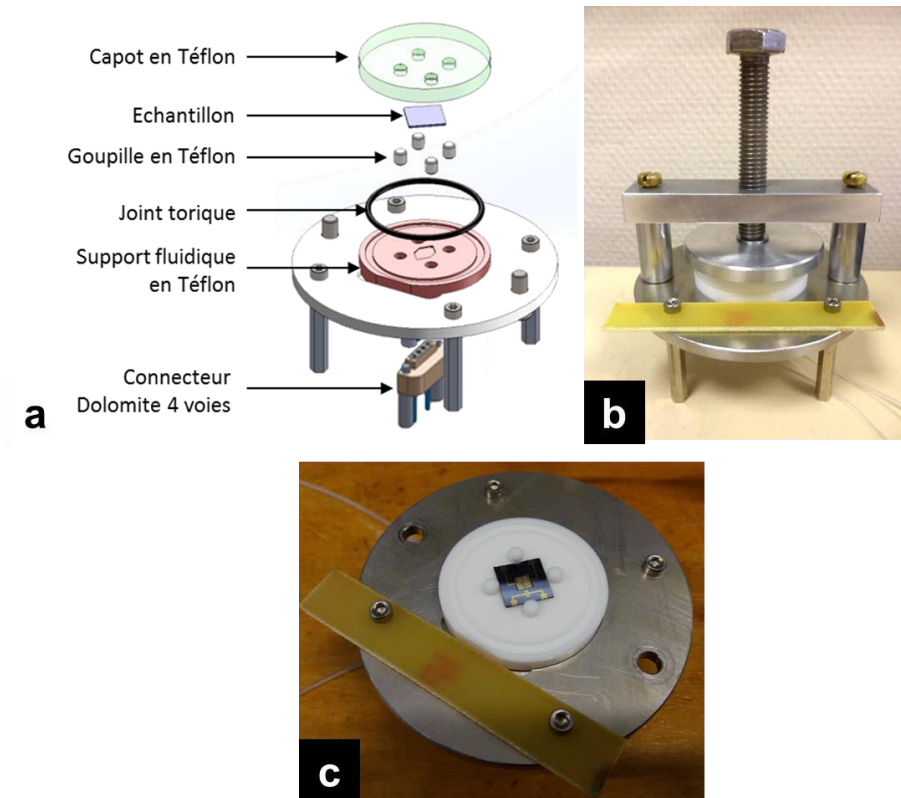 Capot en Téflon
Echantillon
Goupille en Téflon
Joint torique
Support fluidique
en Téflon
Connecteur
Dolomite 4 voies
a
b
c